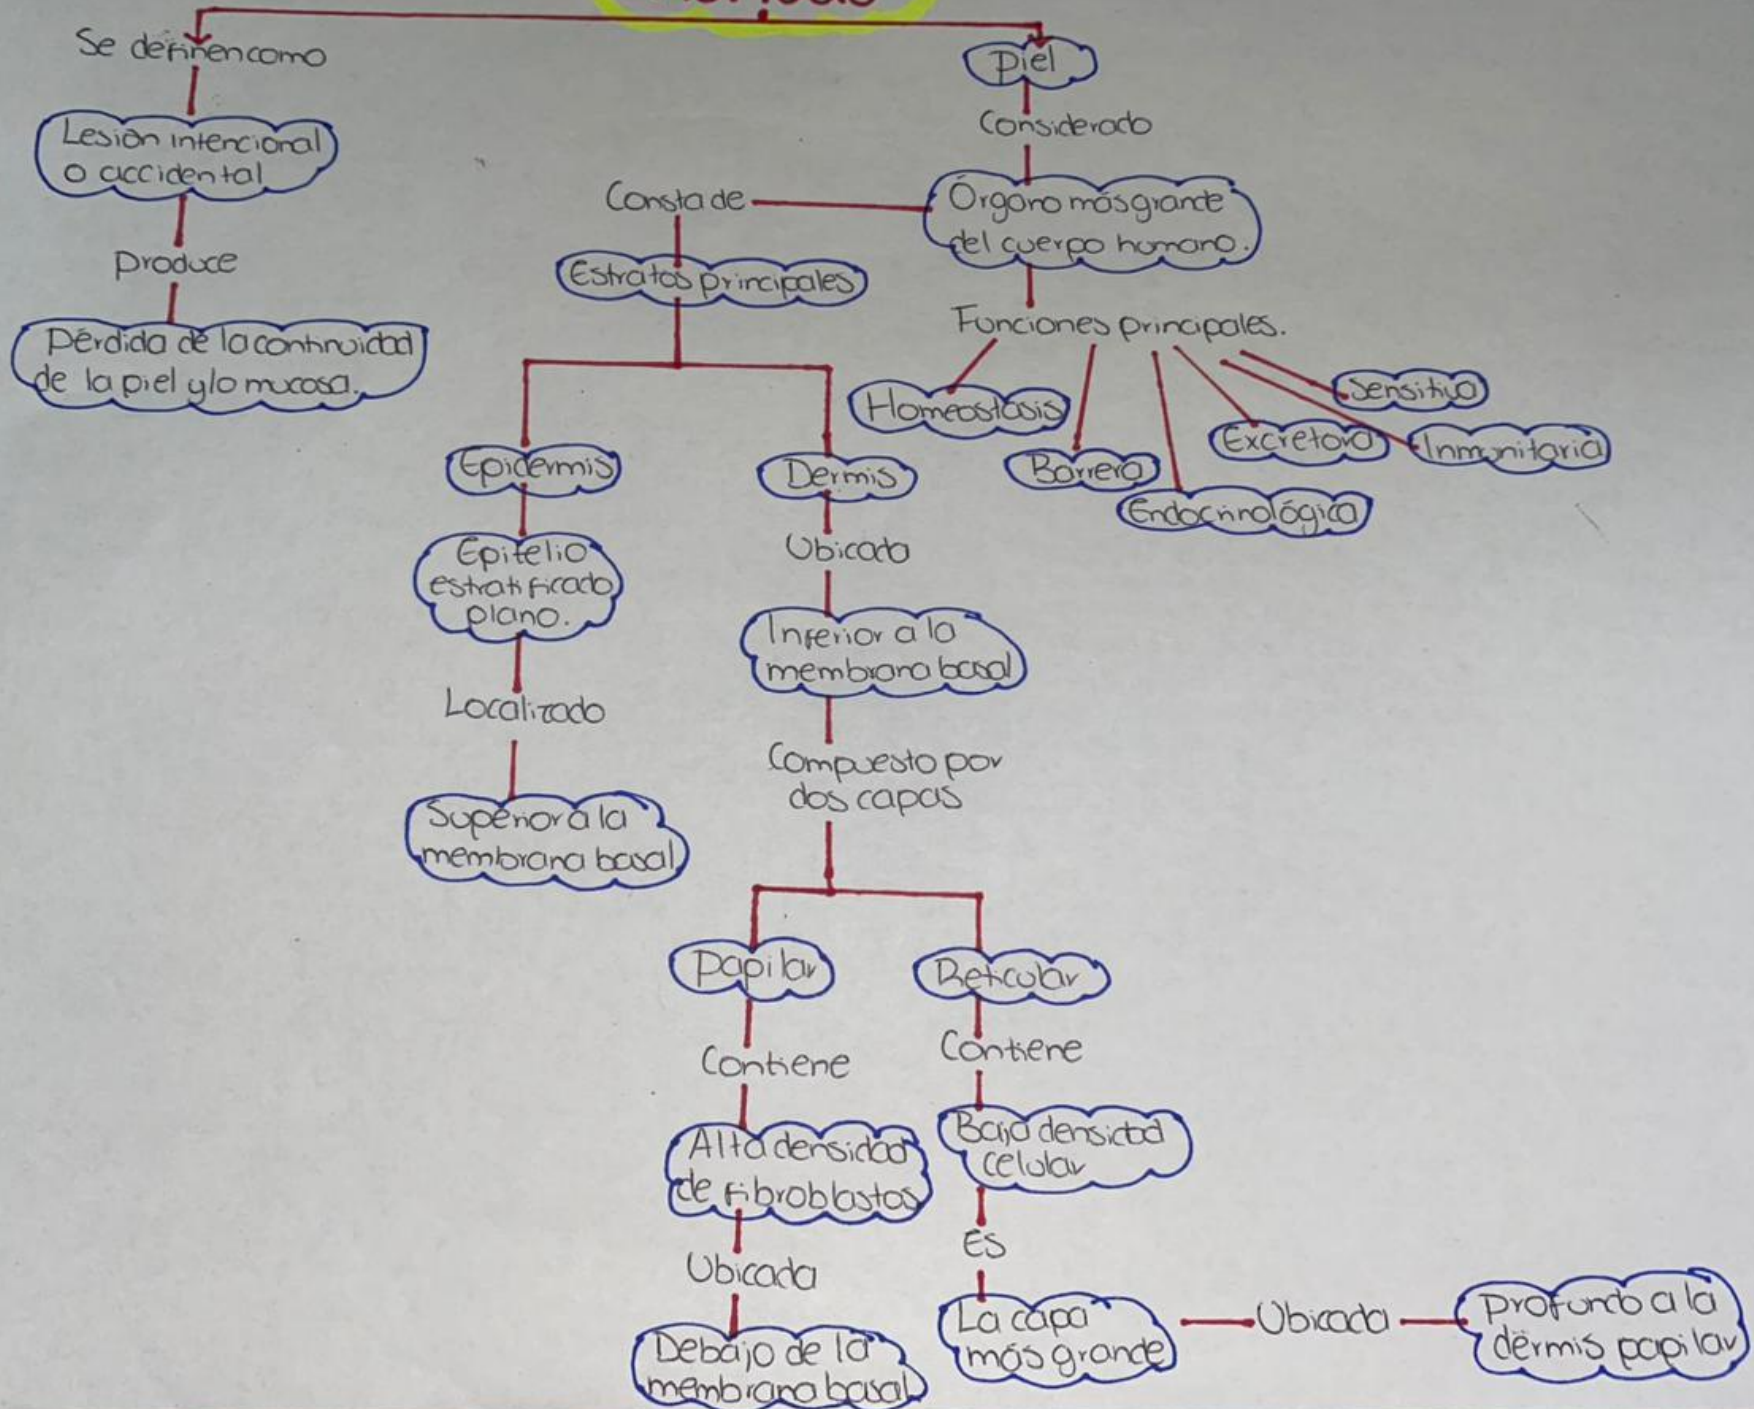 Se definen como
Lesión intencional
o accidental
Produce
Pérdida de la continuidad
de la piel y/o mucosa.
Piel
Considerado
Órgano más grande
del cuerpo humano.
Consta de
Estratos principales
Funciones principales.
Homeostasis
Barrera
Endocrinológica
Excretora
Inmunitaria
Sensitiva
Epidermis
Epitelio
estratificado
plano.
Localizado
Superior a la
membrana basal
Dermis
Ubicada
Inferior a la
membrana basal
Compuesto por
dos capas
Papilar
Contiene
Alta densidad
de fibroblastos
Ubicada
Debajo de la
membrana basal
Reticular
Contiene
Baja densidad
celular
Es
La capa
más grande
Ubicada
Profundo a la
dermis papilar